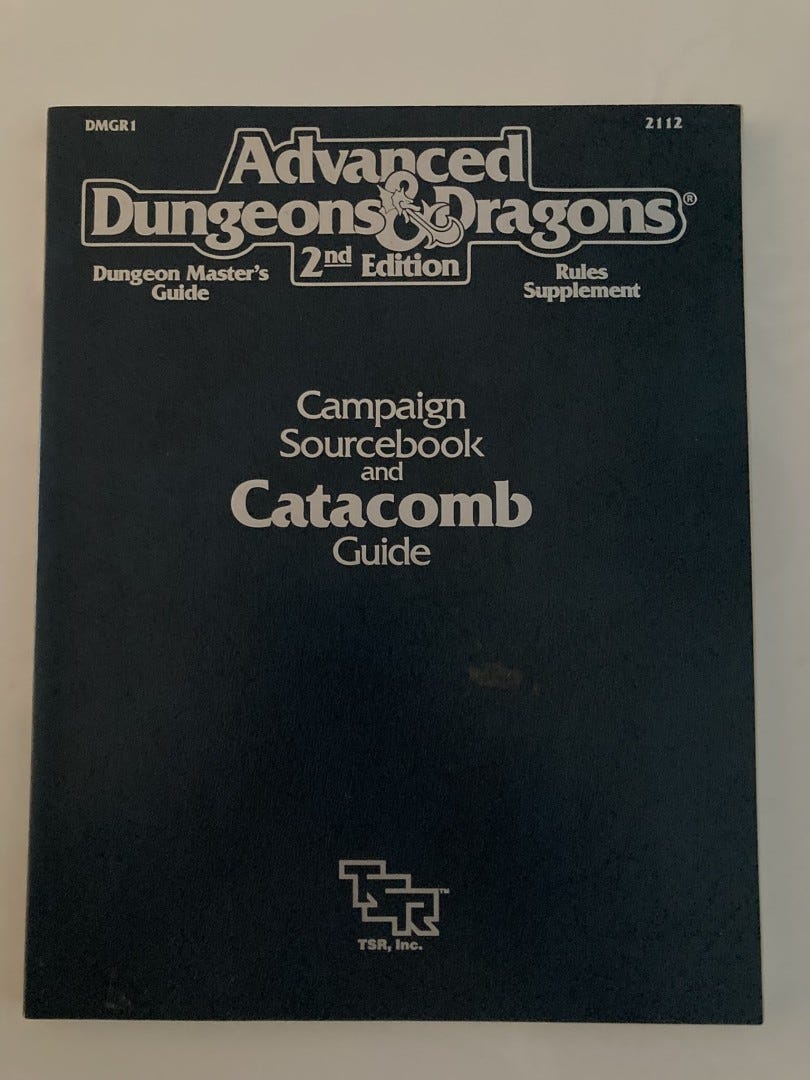 DMGR1
2112
Advanced
Dungeons & Dragons®
2nd Edition
Dungeon Master's
Guide
Rules
Supplement
Campaign
Sourcebook
and
Catacomb
Guide
TSR™
TSR, Inc.